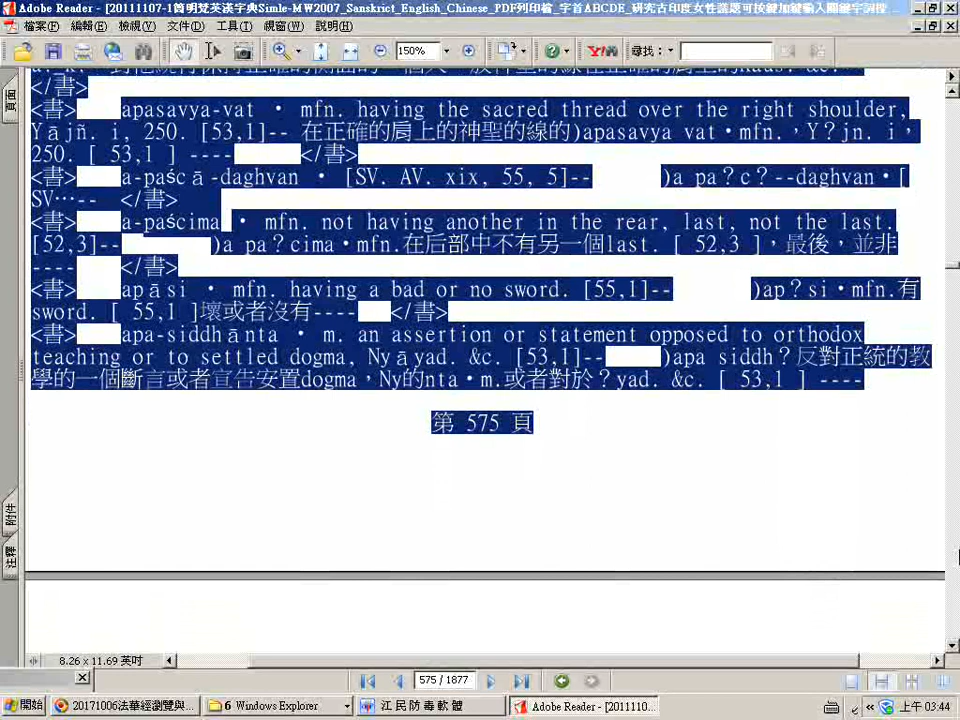 Adobe Reader - [20111107-1簡明梵英漢字典Simle-MW2007_Sanskrict_English_Chinese_PDF列印檔_字首ABCDE_研究古印度女性議題可按鍵加鍵輸入關鍵字詞搜...
檔案(F) 編輯(E) 檢視(V) 文件(D) 工具(T) 視窗(W) 說明(H)
150% 尋找：
頁面
</書>
<書> apasavya-vat • mfn. having the sacred thread over the right shoulder,
Yājñ. i, 250. [53,1]-- 在正確的肩上的神聖的線的)apasavya vat•mfn.，Y？jn. i，
250. [ 53,1 ] ---- </書>
<書> a-paścā-daghvan • [SV. AV. xix, 55, 5]-- )a pa？c？--daghvan•[
SV…-- </書>
<書> a-paścima • mfn. not having another in the rear, last, not the last.
[52,3]-- )a pa？cima•mfn.在后部中不有另一個last. [ 52,3 ]，最後，並非
---- </書>
<書> apāsi • mfn. having a bad or no sword. [55,1]-- )ap？si•mfn.有
sword. [ 55,1 ]壞或者沒有---- </書>
<書> apa-siddhānta • m. an assertion or statement opposed to orthodox
teaching or to settled dogma, Nyāyad. &c. [53,1]-- )apa siddh？反對正統的教
學的一個斷言或者宣告安置dogma，Ny的nta•m.或者對於？yad. &c. [ 53,1 ] ----
第 575 頁
附件
注釋
8.26 x 11.69 英吋
575 / 1877
開始 20171006法華經瀏覽與... 6 Windows Explorer 江民防毒軟體 Adobe Reader - [2011110... 上午 03:44